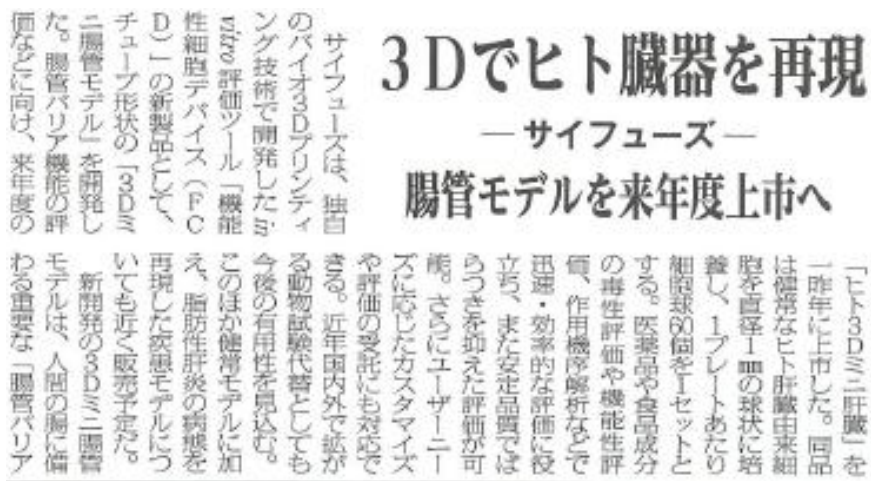 3Dでヒト臓器を再現
―サイフューズ―
腸管モデルを来年度上市へ
サイフューズは、独自
のバイオ3Dプリンティ
ング技術で開発したin
vitro評価ツール「機能
性細胞デバイス（FC
D）」の新製品として、
チューブ形状の「3Dミ
ニ腸管モデル」を開発し
た。腸管バリア機能の評
価などに向け、来年度の
「ヒト3Dミニ肝臓」を
一昨年に上市した。同品
は健常なヒト肝臓由来細
胞を直径1㎜の球状に培
養し、1プレートあたり
細胞球60個を1セットと
する。医薬品や食品成分
の毒性評価や機能性評
価、作用機序解析などで
迅速・効率的な評価に役
立ち、また安定品質でば
らつきを抑えた評価が可
能。さらにユーザーニー
ズに応じたカスタマイズ
や評価の受託にも対応で
きる。近年国内外で拡が
る動物試験代替としても
今後の有用性を見込む。
このほか健常モデルに加
え、脂肪性肝炎の病態を
再現した疾患モデルにつ
いても近く販売予定だ。
新開発の3Dミニ腸管
モデルは、人間の腸に備
わる重要な「腸管バリア